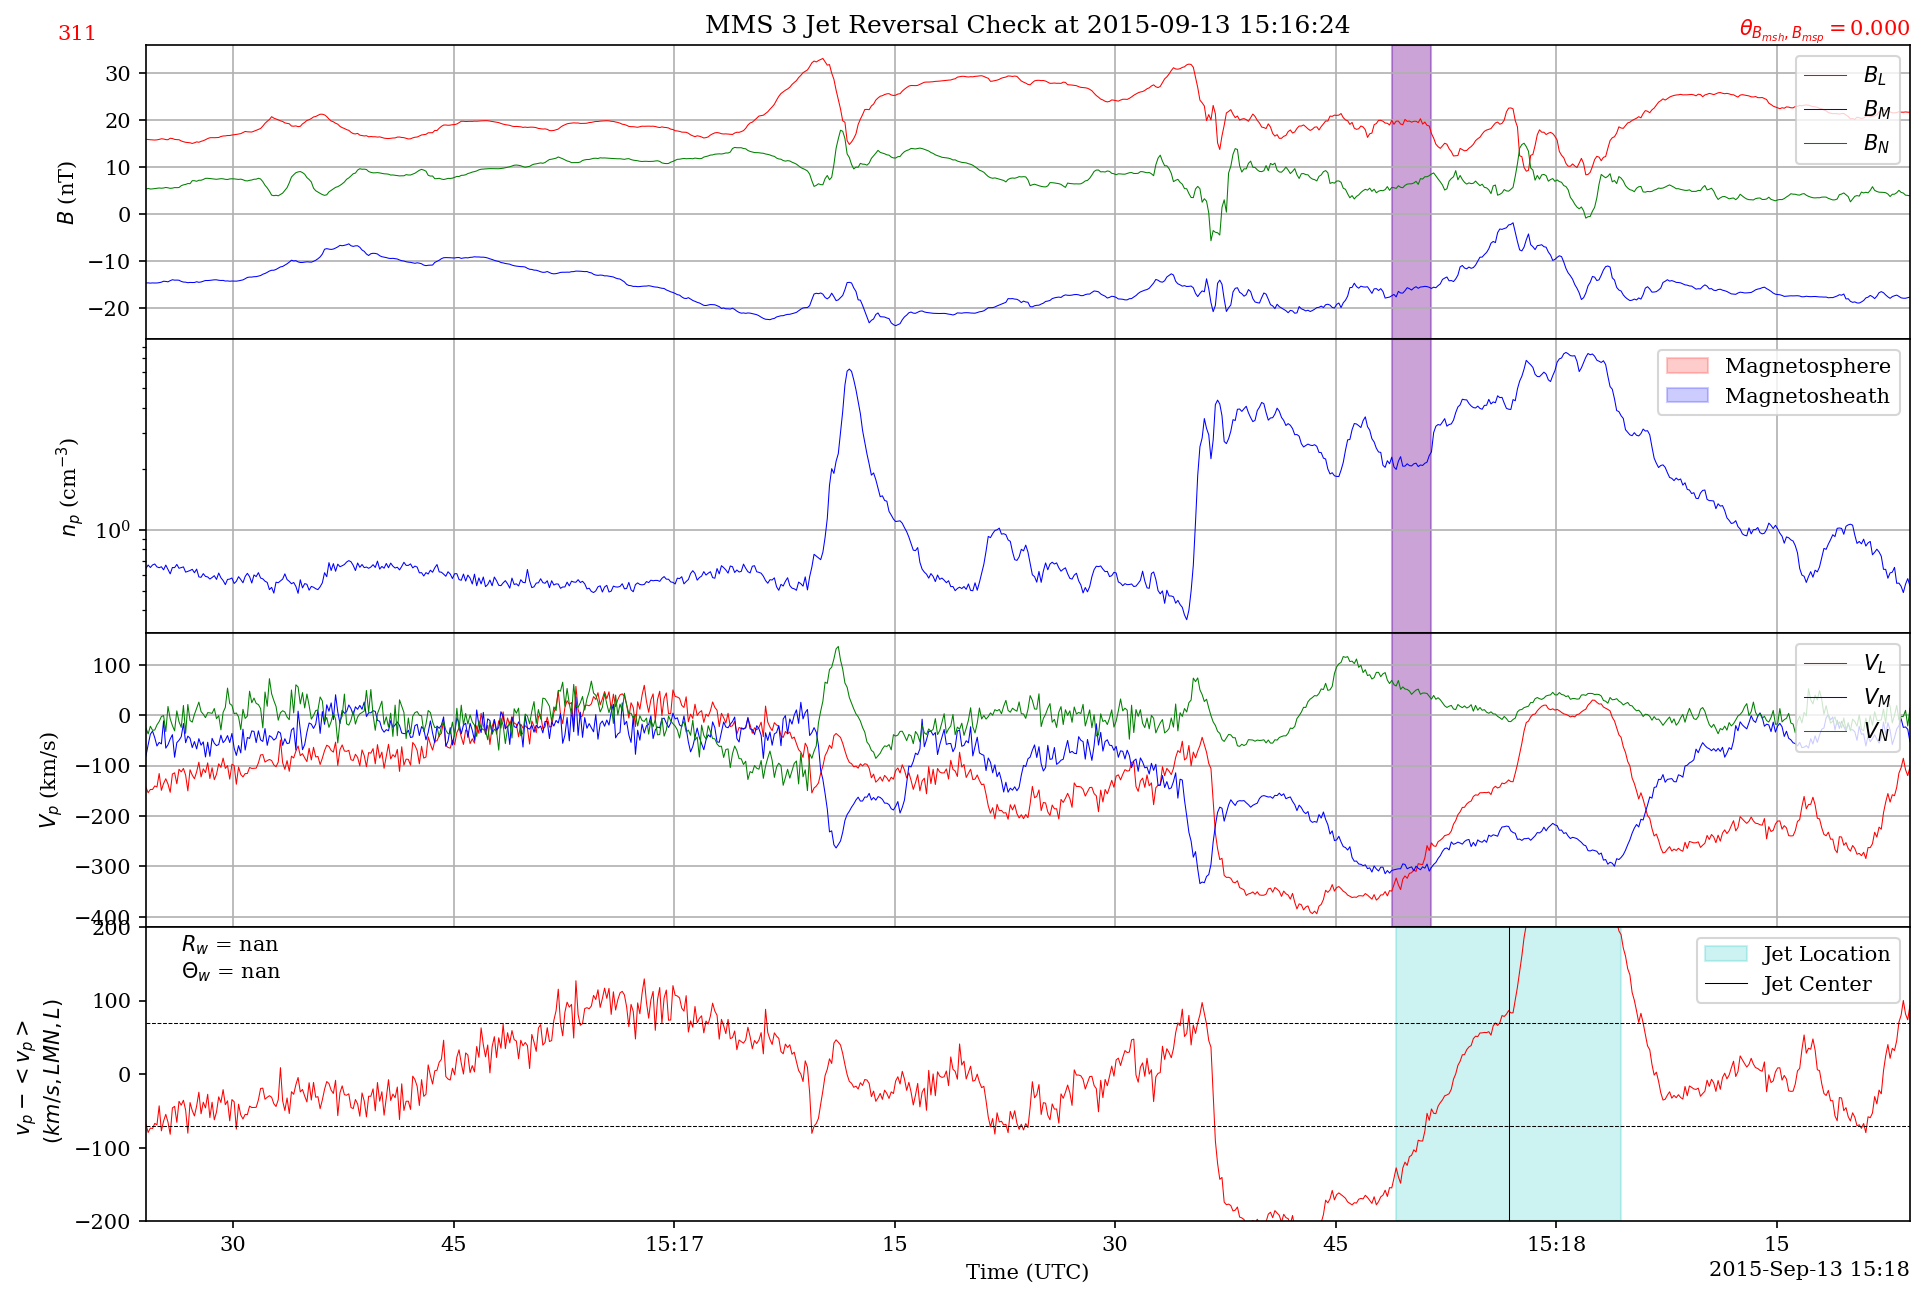 311
MMS 3 Jet Reversal Check at 2015-09-13 15:16:24
θ_{B_{msh}, B_{msp}} = 0.000
B (nT)
30
20
10
0
−10
−20
B_L
B_M
B_N
n_p (cm^{−3})
10^0
Magnetosphere
Magnetosheath
V_p (km/s)
100
0
−100
−200
−300
−400
V_L
V_M
V_N
v_p − < v_p >
(km/s, LMN, L)
200
100
0
−100
−200
R_w = nan
Θ_w = nan
Jet Location
Jet Center
30
45
15:17
15
30
45
15:18
15
Time (UTC)
2015-Sep-13 15:18